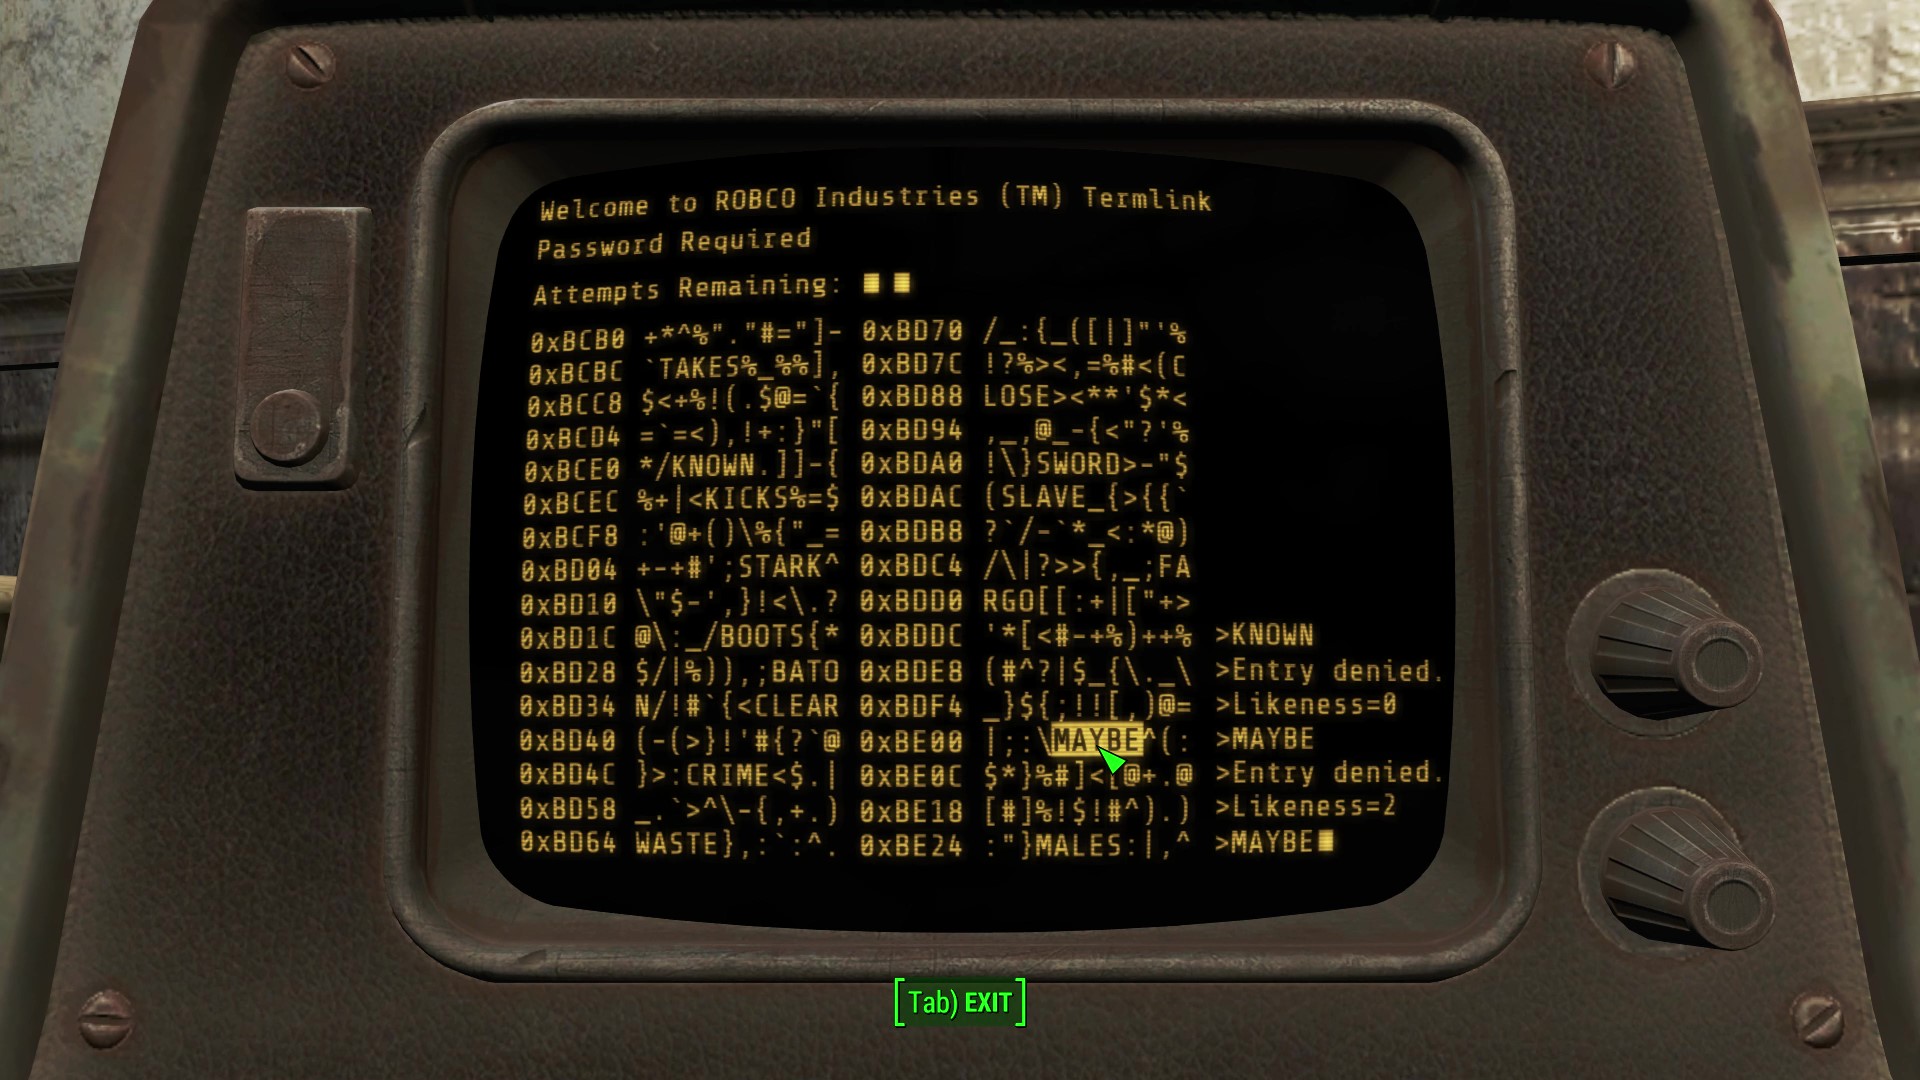 Welcome to ROBCO Industries (TM) Termlink
Password Required
Attempts Remaining: ■ ■
0xBCB0 +*^%"."#="]- 0xBD70 /_:{_([|]"'%
0xBCBC `TAKES%_%%], 0xBD7C !?%><,=%#<(C
0xBCC8 $<+%!(.$@=`{ 0xBD88 LOSE><**'$*<
0xBCD4 =`=<),!+:}"[ 0xBD94 ,_,@_-{<"?'%
0xBCE0 */KNOWN.]]-{ 0xBDA0 !\}SWORD>-"$
0xBCEC %+|<KICKS%=$ 0xBDAC (SLAVE_{>{{`
0xBCF8 :'@+()\%{"_= 0xBDB8 ?`/-`*_<:*@)
0xBD04 +-+#';STARK^ 0xBDC4 /\|?>>{,_;FA
0xBD10 \"$-',}!<\.? 0xBDD0 RGO[[:+|["+>
0xBD1C @\:_/BOOTS{* 0xBDDC '*[<#-+%)++% >KNOWN
0xBD28 $/|%)),;BATO 0xBDE8 (#^?|$_{\._\ >Entry denied.
0xBD34 N/!#`{<CLEAR 0xBDF4 _}${;!![,)@= >Likeness=0
0xBD40 (-(>}!'#{?`@ 0xBE00 |;:\MAYBE^(: >MAYBE
0xBD4C }>:CRIME<$.| 0xBE0C $*}%#]<[@+.@ >Entry denied.
0xBD58 _.`>^\-{,+.) 0xBE18 [#]%!$!#^).) >Likeness=2
0xBD64 WASTE},:`:^. 0xBE24 :"}MALES:|,^ >MAYBE■
[Tab) EXIT]